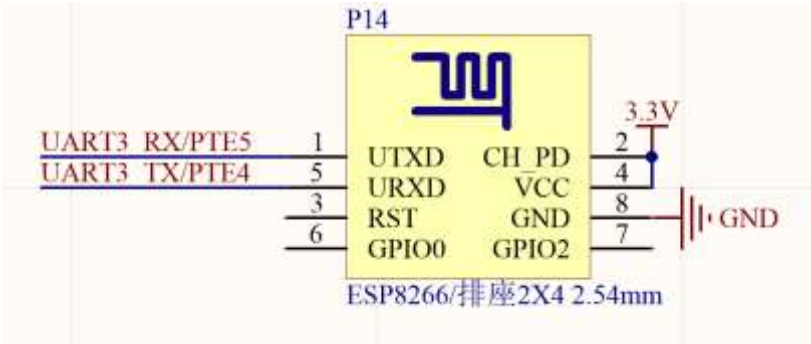 P14
3.3V
UART3_RX/PTE5 1 UTXD CH_PD 2
UART3_TX/PTE4 5 URXD VCC 4
3 RST GND 8 GND
6 GPIO0 GPIO2 7
ESP8266/排座2X4 2.54mm